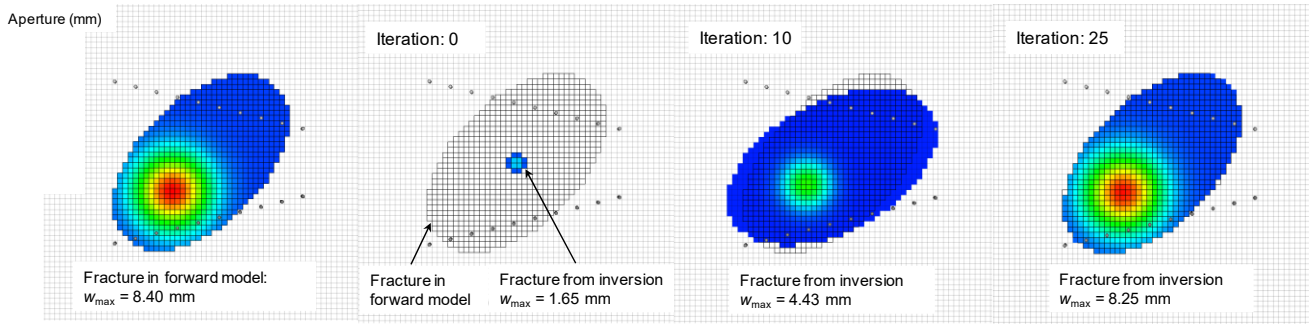 Aperture (mm)
Fracture in forward model:
wmax = 8.40 mm
Iteration: 0
Fracture in
forward model
Fracture from inversion
wmax = 1.65 mm
Iteration: 10
Fracture from inversion
wmax = 4.43 mm
Iteration: 25
Fracture from inversion
wmax = 8.25 mm